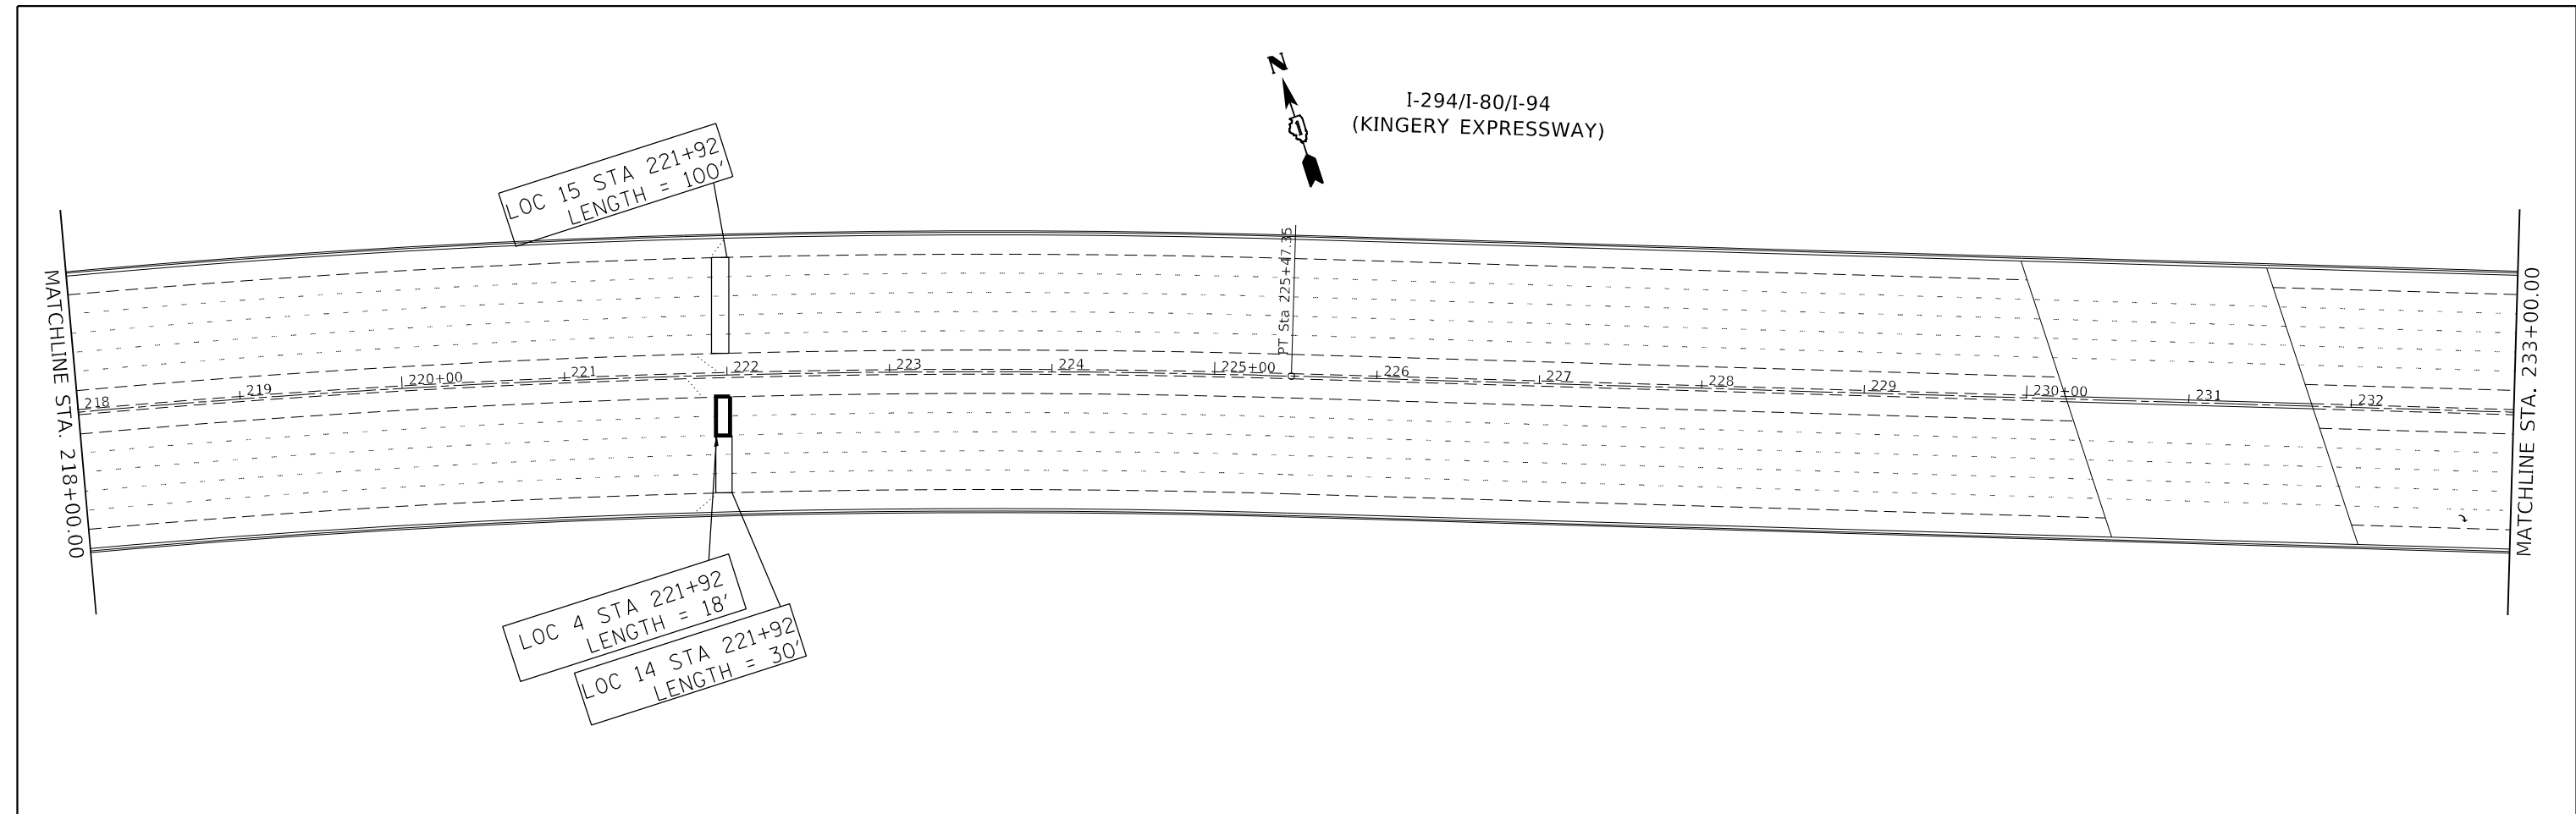 N
I-294/I-80/I-94
(KINGERY EXPRESSWAY)
LOC 15 STA 221+92
LENGTH = 100'
MATCHLINE STA. 218+00.00
PT Sta 225+47.35
MATCHLINE STA. 233+00.00
218
219
220+00
221
222
223
224
225+00
226
227
228
229
230+00
231
232
LOC 4 STA 221+92
LENGTH = 18'
LOC 14 STA 221+92
LENGTH = 30'